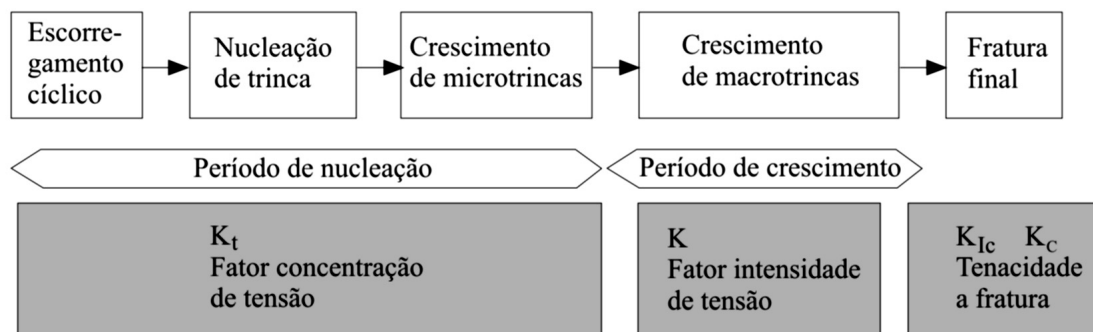 Escorre-
gamento
cíclico
Nucleação
de trinca
Crescimento
de microtrincas
Crescimento
de macrotrincas
Fratura
final
Período de nucleação
Período de crescimento
Kt
Fator concentração
de tensão
K
Fator intensidade
de tensão
KIc Kc
Tenacidade
a fratura